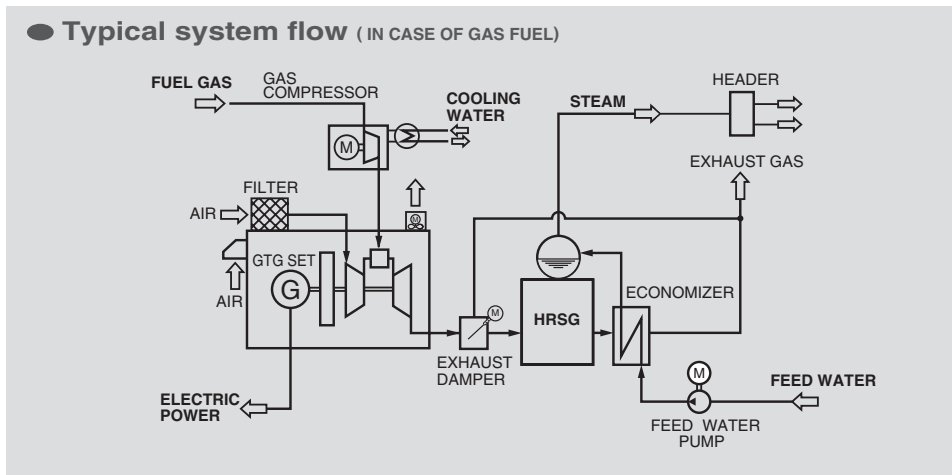 Typical system flow ( IN CASE OF GAS FUEL)
FUEL GAS
GAS
COMPRESSOR
M
COOLING
WATER
STEAM
HEADER
EXHAUST GAS
FILTER
AIR
M
GTG SET
G
AIR
M
EXHAUST
DAMPER
HRSG
ECONOMIZER
ELECTRIC
POWER
M
FEED WATER
FEED WATER
PUMP